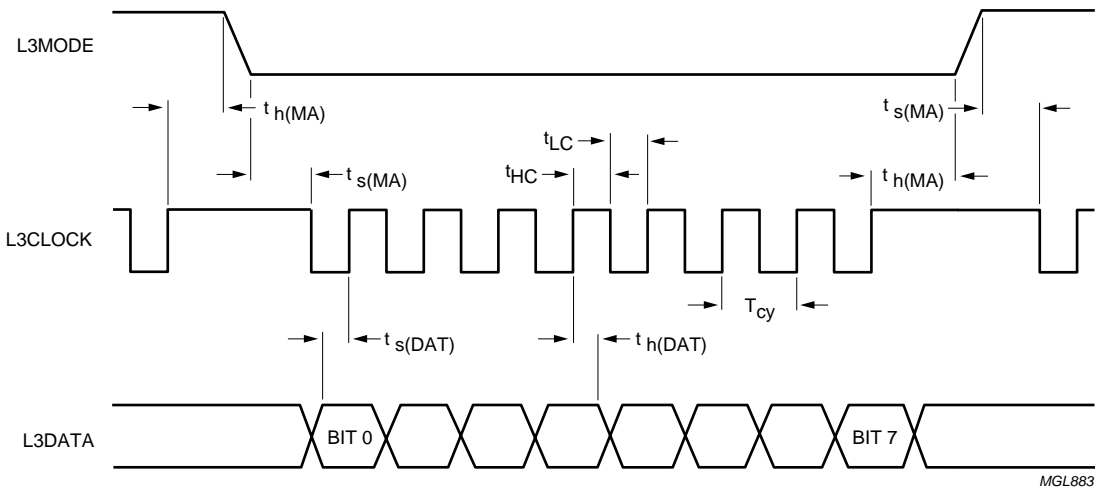 L3MODE
t h(MA)
t s(MA)
tLC
tHC
t s(MA)
t h(MA)
L3CLOCK
Tcy
t s(DAT)
t h(DAT)
L3DATA
BIT 0
BIT 7
MGL883